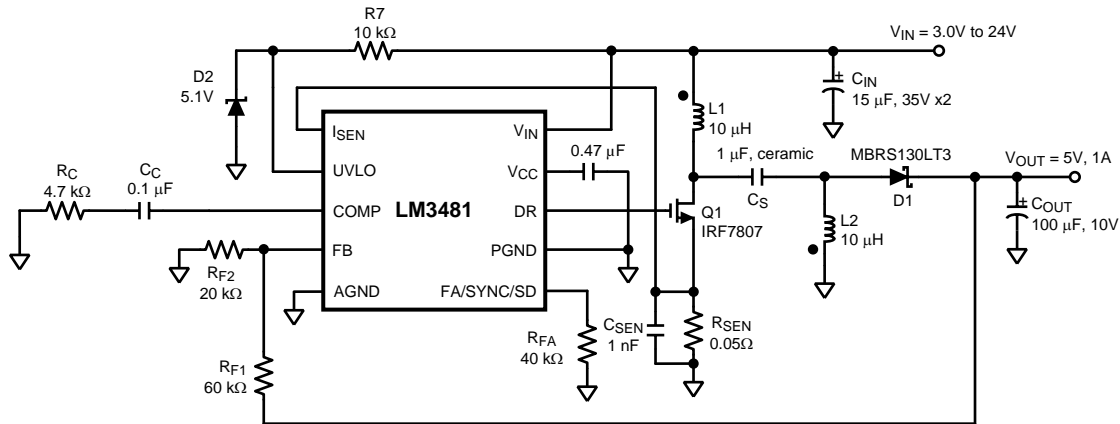 R7
10 kΩ
V_IN = 3.0V to 24V
D2
5.1V
C_IN
15 μF, 35V x2
L1
10 μH
I_SEN
V_IN
0.47 μF
1 μF, ceramic
MBRS130LT3
V_OUT = 5V, 1A
R_C
4.7 kΩ
C_C
0.1 μF
UVLO
V_CC
COMP
LM3481
DR
Q1
IRF7807
C_S
D1
L2
10 μH
C_OUT
100 μF, 10V
R_F2
20 kΩ
FB
PGND
AGND
FA/SYNC/SD
R_FA
40 kΩ
C_SEN
1 nF
R_SEN
0.05Ω
R_F1
60 kΩ